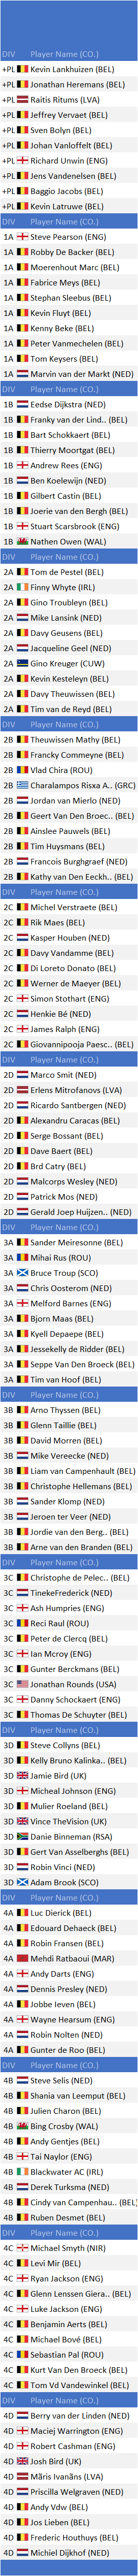 DIV Player Name (CO.)
+PL Kevin Lankhuizen (BEL)
+PL Jonathan Heremans (BEL)
+PL Raitis Ritums (LVA)
+PL Jeffrey Vervaet (BEL)
+PL Sven Bolyn (BEL)
+PL Johan Vanloffelt (BEL)
+PL Richard Unwin (ENG)
+PL Jens Vandenelsen (BEL)
+PL Baggio Jacobs (BEL)
+PL Kevin Latruwe (BEL)
DIV Player Name (CO.)
1A Steve Pearson (ENG)
1A Robby De Backer (BEL)
1A Moerenhout Marc (BEL)
1A Fabrice Meys (BEL)
1A Stephan Sleebus (BEL)
1A Kevin Fluyt (BEL)
1A Kenny Beke (BEL)
1A Peter Vanmechelen (BEL)
1A Tom Keysers (BEL)
1A Marvin van der Markt (NED)
DIV Player Name (CO.)
1B Eedse Dijkstra (NED)
1B Franky van der Lind.. (BEL)
1B Bart Schokkaert (BEL)
1B Thierry Moortgat (BEL)
1B Andrew Rees (ENG)
1B Ben Koelewijn (NED)
1B Gilbert Castin (BEL)
1B Joerie van den Bergh (BEL)
1B Stuart Scarsbrook (ENG)
1B Nathen Owen (WAL)
DIV Player Name (CO.)
2A Tom de Pestel (BEL)
2A Finny Whyte (IRL)
2A Gino Troubleyn (BEL)
2A Mike Lansink (NED)
2A Davy Geusens (BEL)
2A Jacqueline Geel (NED)
2A Gino Kreuger (CUW)
2A Kevin Kesteleyn (BEL)
2A Davy Theuwissen (BEL)
2A Tim van de Reyd (BEL)
DIV Player Name (CO.)
2B Theuwissen Mathy (BEL)
2B Francky Commeyne (BEL)
2B Vlad Chira (ROU)
2B Charalampos Risxa A.. (GRC)
2B Jordan van Mierlo (NED)
2B Geert Van Den Broec.. (BEL)
2B Ainslee Pauwels (BEL)
2B Tim Huysmans (BEL)
2B Francois Burghgraef (NED)
2B Kathy van Den Eeckh.. (BEL)
DIV Player Name (CO.)
2C Michel Verstraete (BEL)
2C Rik Maes (BEL)
2C Kasper Houben (NED)
2C Davy Vandamme (BEL)
2C Di Loreto Donato (BEL)
2C Werner de Maeyer (BEL)
2C Simon Stothart (ENG)
2C Henkie Bé (NED)
2C James Ralph (ENG)
2C Giovannipooja Paesc.. (BEL)
DIV Player Name (CO.)
2D Marco Smit (NED)
2D Erlens Mitrofanovs (LVA)
2D Ricardo Santbergen (NED)
2D Alexandru Caracas (BEL)
2D Serge Bossant (BEL)
2D Dave Baert (BEL)
2D Brd Catry (BEL)
2D Malcorps Wesley (NED)
2D Patrick Mos (NED)
2D Gerald Joep Huijzen.. (NED)
DIV Player Name (CO.)
3A Sander Meiresonne (BEL)
3A Mihai Rus (ROU)
3A Bruce Troup (SCO)
3A Chris Oosterom (NED)
3A Melford Barnes (ENG)
3A Bjorn Maas (BEL)
3A Kyell Depaepe (BEL)
3A Jessekelly de Ridder (BEL)
3A Seppe Van Den Broeck (BEL)
3A Tim van Hoof (BEL)
DIV Player Name (CO.)
3B Arno Thyssen (BEL)
3B Glenn Taillie (BEL)
3B David Morren (BEL)
3B Mike Vereecke (NED)
3B Liam van Campenhault (BEL)
3B Christophe Hellemans (BEL)
3B Sander Klomp (NED)
3B Jeroen ter Veer (NED)
3B Jordie van den Berg.. (BEL)
3B Arne van den Branden (BEL)
DIV Player Name (CO.)
3C Christophe de Pelec.. (BEL)
3C TinekeFrederick (NED)
3C Ash Humpries (ENG)
3C Reci Raul (ROU)
3C Peter de Clercq (BEL)
3C Ian Mcroy (ENG)
3C Gunter Berckmans (BEL)
3C Jonathan Rounds (USA)
3C Danny Schockaert (ENG)
3C Thomas De Schuyter (BEL)
DIV Player Name (CO.)
3D Steve Collyns (BEL)
3D Kelly Bruno Kalinka.. (BEL)
3D Jamie Bird (UK)
3D Micheal Johnson (ENG)
3D Mulier Roeland (BEL)
3D Vince TheVision (UK)
3D Danie Binneman (RSA)
3D Gert Van Asselberghs (BEL)
3D Robin Vinci (NED)
3D Adam Brook (SCO)
DIV Player Name (CO.)
4A Luc Dierick (BEL)
4A Edouard Dehaeck (BEL)
4A Robin Fransen (BEL)
4A Mehdi Ratbaoui (MAR)
4A Andy Darts (ENG)
4A Dennis Presley (NED)
4A Jobbe Ieven (BEL)
4A Wayne Hearsum (ENG)
4A Robin Nolten (NED)
4A Gunter de Roo (BEL)
DIV Player Name (CO.)
4B Steve Selis (NED)
4B Shania van Leemput (BEL)
4B Julien Charon (BEL)
4B Bing Crosby (WAL)
4B Andy Gentjes (BEL)
4B Tai Naylor (ENG)
4B Blackwater AC (IRL)
4B Derek Turksma (NED)
4B Cindy van Campenhau.. (BEL)
4B Ruben Desmet (BEL)
DIV Player Name (CO.)
4C Michael Smyth (NIR)
4C Levi Mir (BEL)
4C Ryan Jackson (ENG)
4C Glenn Lenssen Giera.. (BEL)
4C Luke Jackson (ENG)
4C Benjamin Aerts (BEL)
4C Michael Bové (BEL)
4C Sebastian Pal (ROU)
4C Kurt Van Den Broeck (BEL)
4C Tom Vd Vandewinkel (BEL)
DIV Player Name (CO.)
4D Berry van der Linden (NED)
4D Maciej Warrington (ENG)
4D Robert Cashman (ENG)
4D Josh Bird (UK)
4D Māris Ivanāns (LVA)
4D Priscilla Welgraven (NED)
4D Andy Vdw (BEL)
4D Jos Lieben (BEL)
4D Frederic Houthuys (BEL)
4D Michiel Dijkhof (NED)